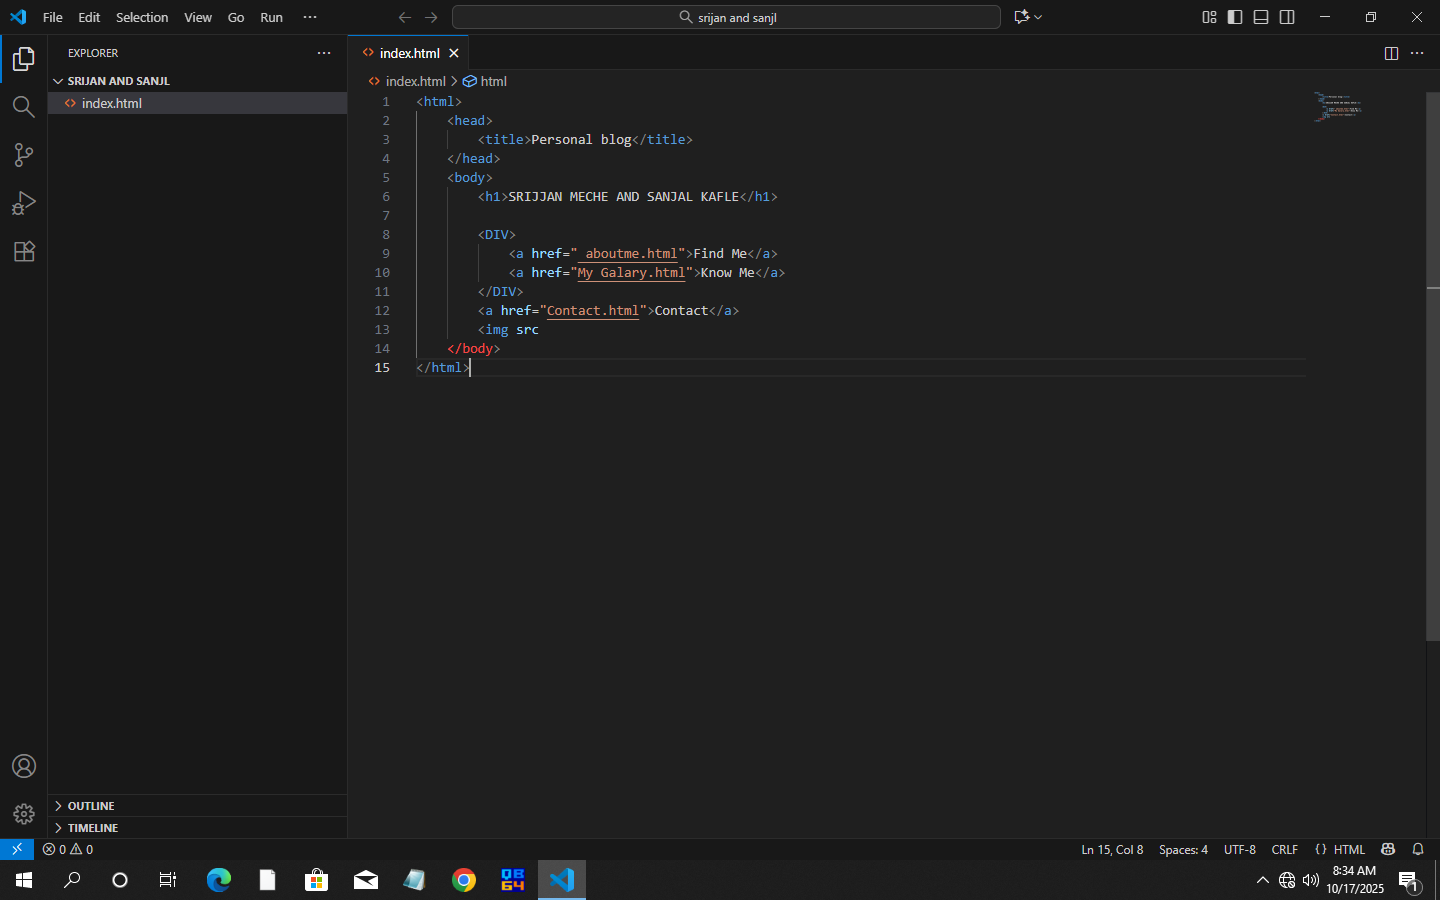 File Edit Selection View Go Run ···
srijan and sanjl
EXPLORER ···
SRIJAN AND SANJL
index.html
index.html
index.html > html
1 <html>
2 <head>
3 <title>Personal blog</title>
4 </head>
5 <body>
6 <h1>SRIJJAN MECHE AND SANJAL KAFLE</h1>
7
8 <DIV>
9 <a href=" aboutme.html">Find Me</a>
10 <a href="My Galary.html">Know Me</a>
11 </DIV>
12 <a href="Contact.html">Contact</a>
13 <img src
14 </body>
15 </html>
OUTLINE
TIMELINE
0 0
Ln 15, Col 8 Spaces: 4 UTF-8 CRLF {} HTML
QB64
8:34 AM
10/17/2025
1